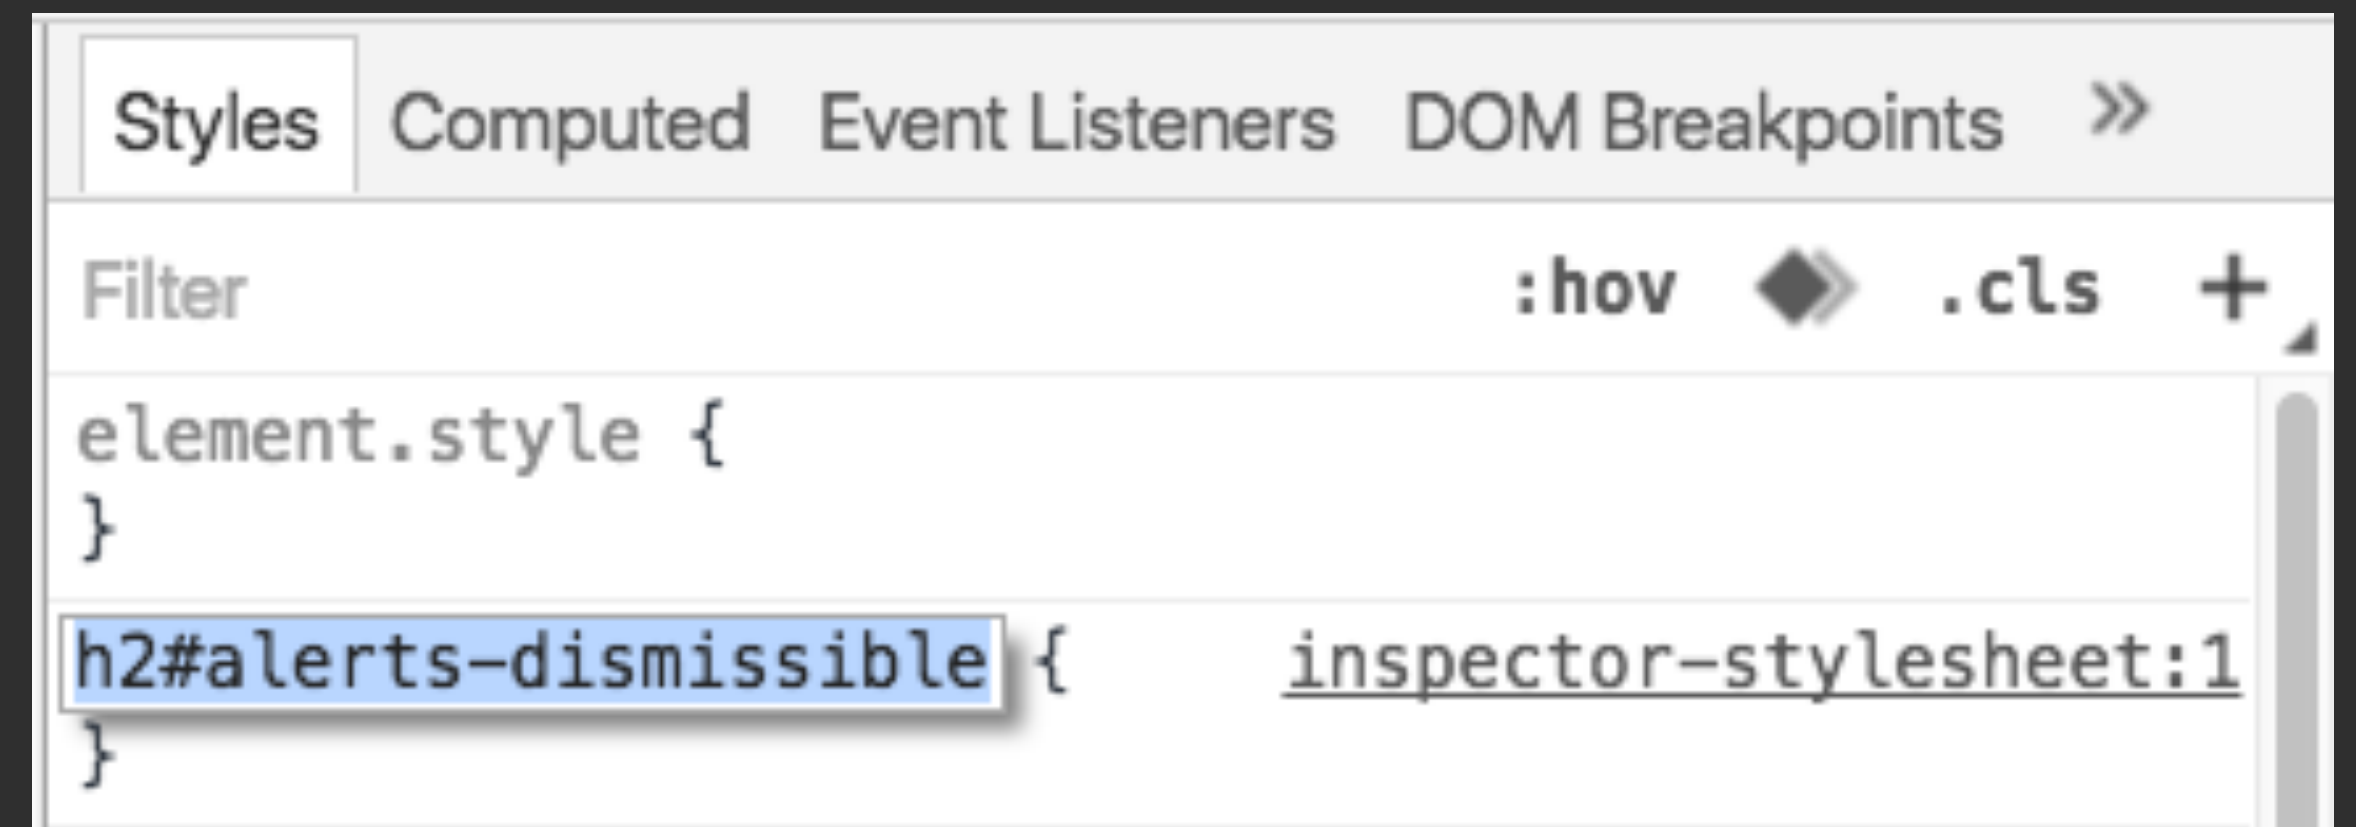 Styles Computed Event Listeners DOM Breakpoints »
Filter :hov .cls +
element.style {
}
h2#alerts-dismissible { inspector-stylesheet:1
}